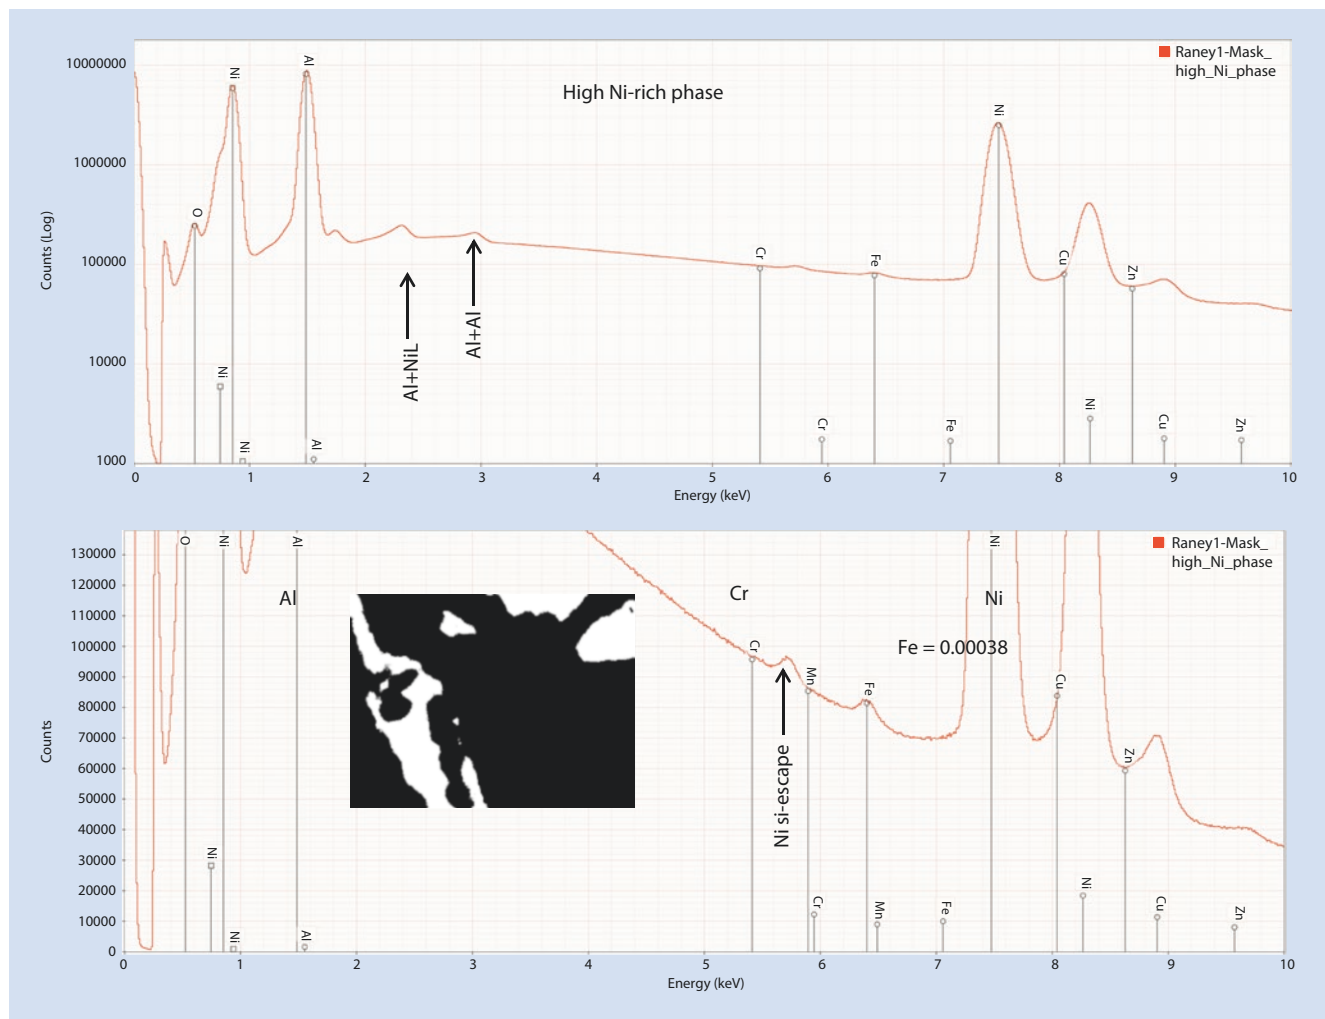 Raney1-Mask_
high_Ni_phase
High Ni-rich phase
Counts (Log)
10000000
1000000
100000
10000
1000
O
Ni
Ni
Ni
Al
Al
Al+NiL
Al+Al
Cr
Cr
Fe
Fe
Ni
Cu
Ni
Zn
Cu
Zn
0 1 2 3 4 5 6 7 8 9 10
Energy (keV)
Raney1-Mask_
high_Ni_phase
Counts
130000
120000
110000
100000
90000
80000
70000
60000
50000
40000
30000
20000
10000
0
O
Ni
Al
Ni
Al
Cr
Ni
Fe = 0.00038
Cr
Mn
Fe
Cu
Zn
Ni si-escape
Ni
Ni
Al
Cr
Mn
Fe
Ni
Cu
Zn
0 1 2 3 4 5 6 7 8 9 10
Energy (keV)